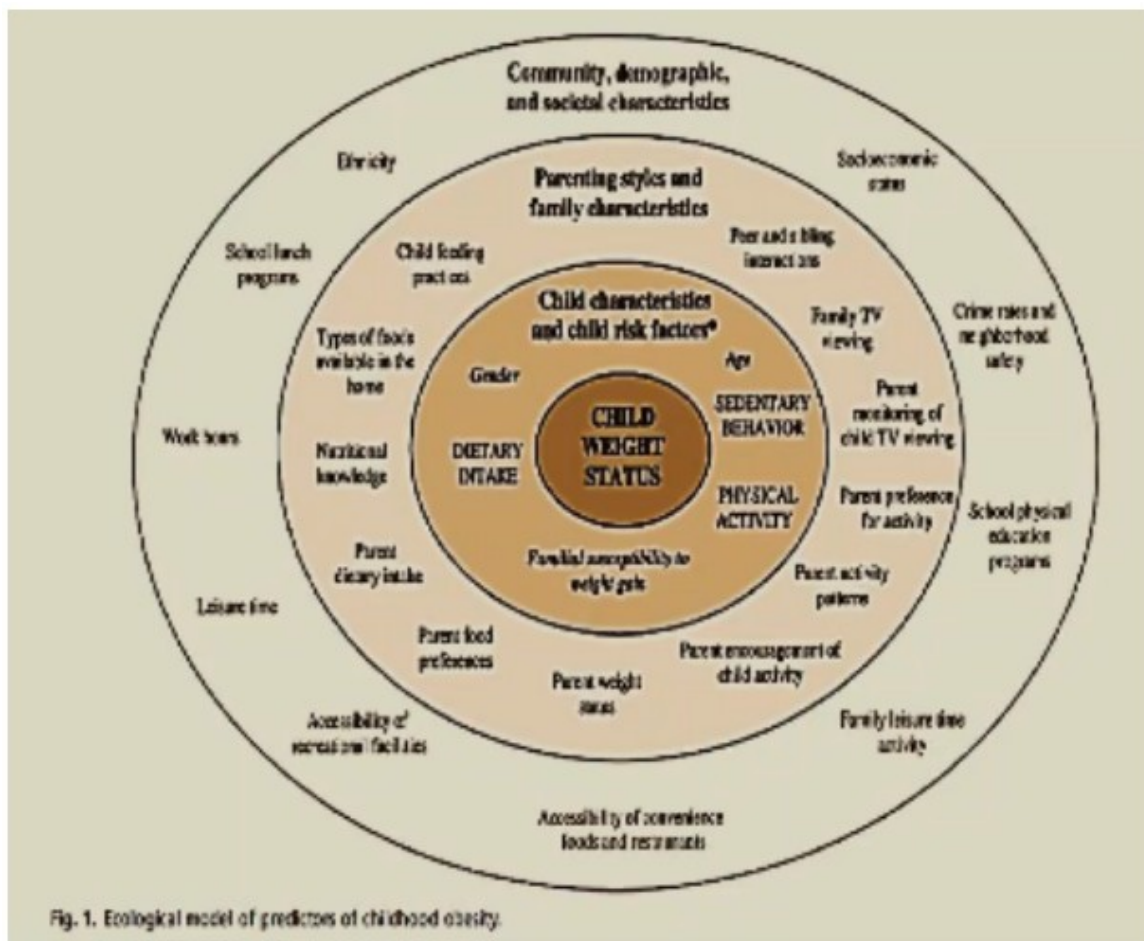 Community, demographic,
and societal characteristics
Ethnicity
Socioeconomic
status
Parenting styles and
family characteristics
School lunch
programs
Child feeding
practices
Peer and sibling
interactions
Child characteristics
and child risk factors*
Family TV
viewing
Crime rates and
neighborhood
safety
Types of foods
available in the
home
Gender
Age
Parent
monitoring of
child TV viewing
CHILD
WEIGHT
STATUS
SEDENTARY
BEHAVIOR
Work hours
Nutritional
knowledge
DIETARY
INTAKE
PHYSICAL
ACTIVITY
Parent preference
for activity
School physical
education
programs
Parent
dietary intake
Familial susceptibility to
weight gain
Parent activity
patterns
Leisure time
Parent food
preferences
Parent weight
status
Parent encouragement of
child activity
Accessibility of
recreational facilities
Family leisure time
activity
Accessibility of convenience
foods and restaurants
Fig. 1. Ecological model of predictors of childhood obesity.